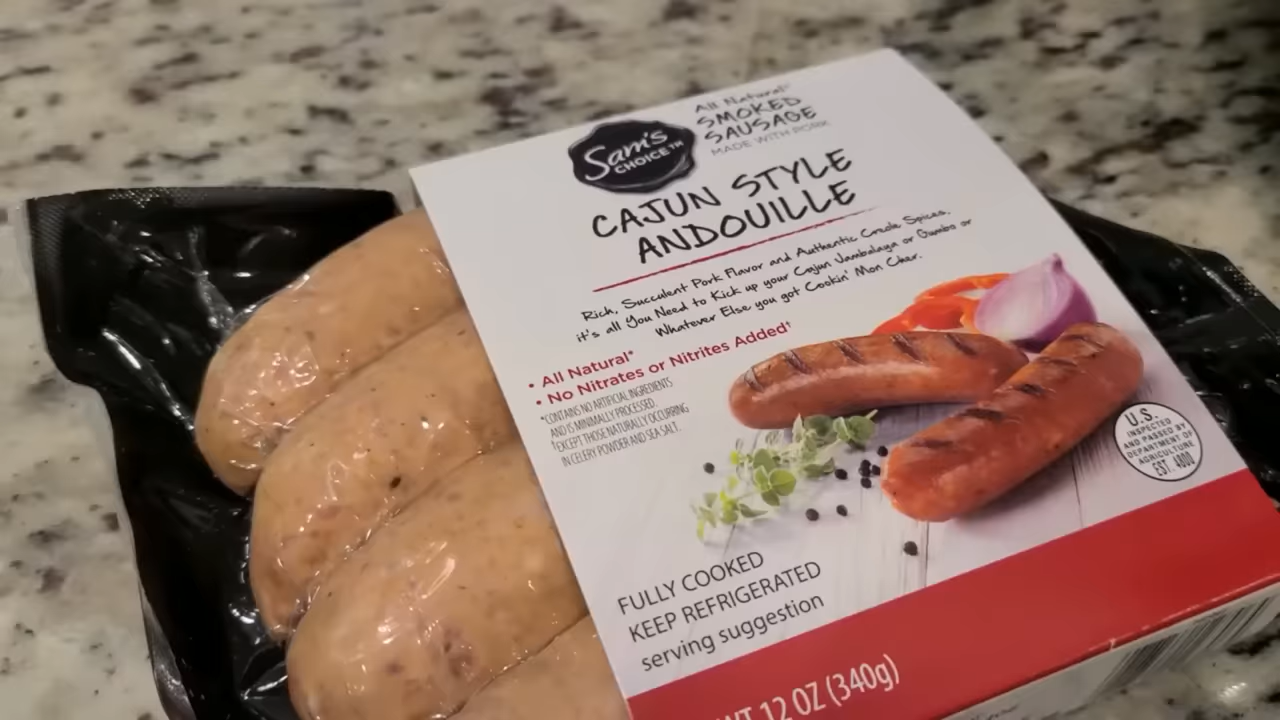 All Natural*
SMOKED
SAUSAGE
MADE WITH PORK
Sam's
CHOICE™
CAJUN STYLE
ANDOUILLE
Rich, Succulent Pork Flavor and Authentic Creole Spices,
it's all You Need to Kick up your Cajun Jambalaya or Gumbo or
Whatever Else you got Cookin' Mon Cher.
• All Natural*
• No Nitrates or Nitrites Added†
*CONTAINS NO ARTIFICIAL INGREDIENTS
AND IS MINIMALLY PROCESSED.
†EXCEPT THOSE NATURALLY OCCURRING
IN CELERY POWDER AND SEA SALT.
U.S.
INSPECTED
AND PASSED BY
DEPARTMENT OF
AGRICULTURE
EST. 4800
FULLY COOKED
KEEP REFRIGERATED
serving suggestion
WT 12 OZ (340g)